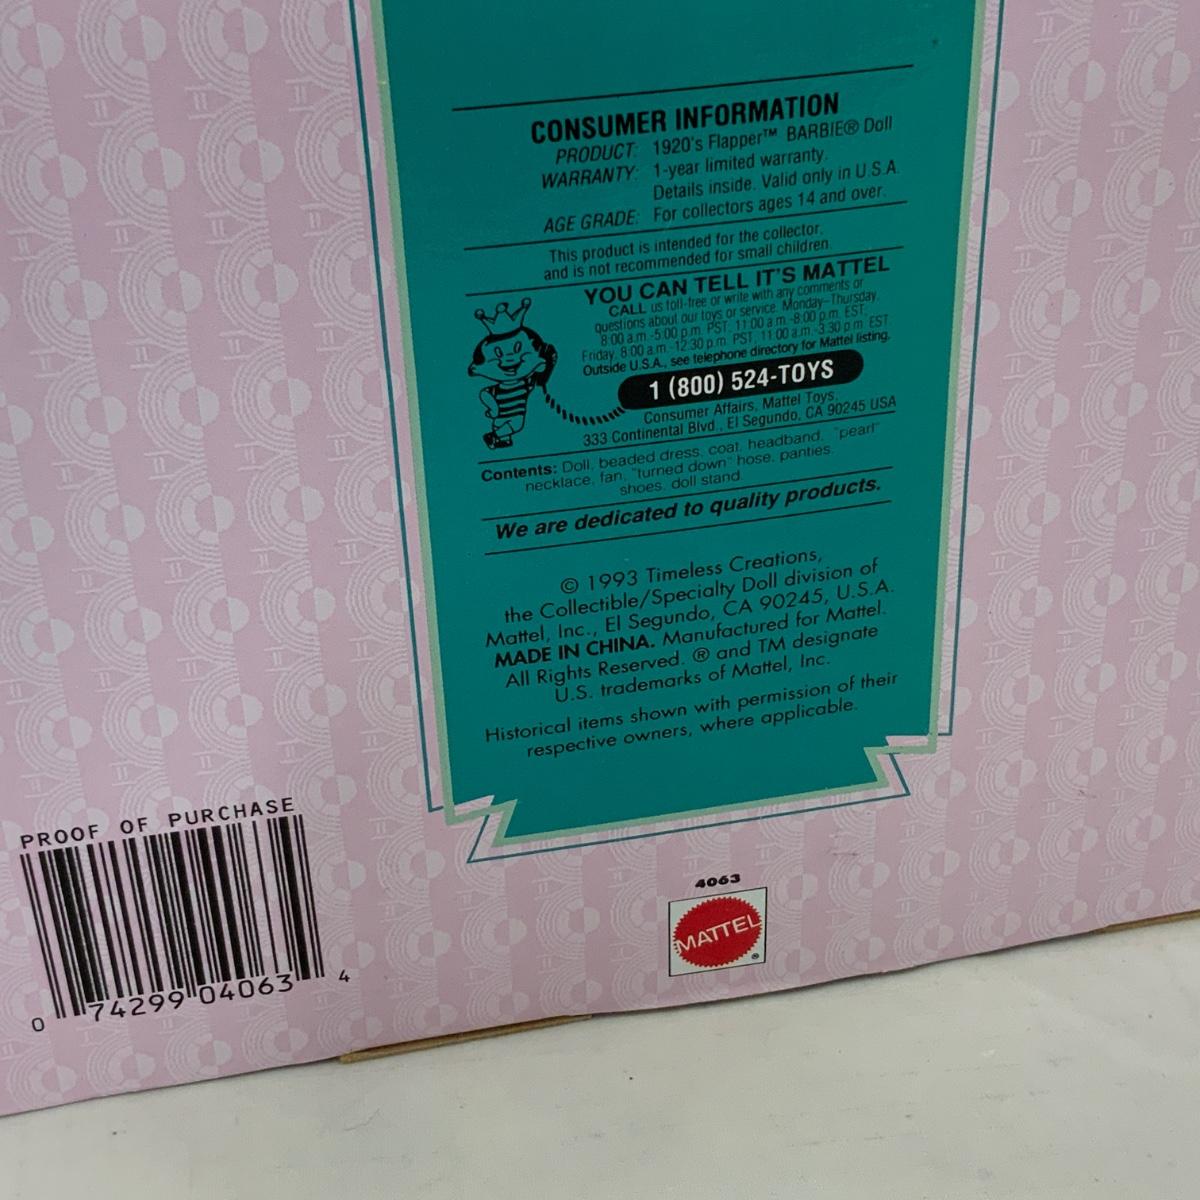 CONSUMER INFORMATION
PRODUCT: 1920's Flapper™ BARBIE® Doll
WARRANTY: 1-year limited warranty.
Details inside. Valid only in U.S.A.
AGE GRADE: For collectors ages 14 and over.
This product is intended for the collector,
and is not recommended for small children.
YOU CAN TELL IT'S MATTEL
CALL us toll-free or write with any comments or
questions about our toys or service. Monday–Thursday,
8:00 a.m.-5:00 p.m. PST, 11:00 a.m.-8:00 p.m. EST;
Friday, 8:00 a.m.-12:30 p.m. PST, 11:00 a.m.-3:30 p.m. EST.
Outside U.S.A., see telephone directory for Mattel listing.
1 (800) 524-TOYS
Consumer Affairs, Mattel Toys,
333 Continental Blvd., El Segundo, CA 90245 USA
Contents: Doll, beaded dress, coat, headband, "pearl"
necklace, fan, "turned down" hose, panties,
shoes, doll stand.
We are dedicated to quality products.
© 1993 Timeless Creations,
the Collectible/Specialty Doll division of
Mattel, Inc., El Segundo, CA 90245, U.S.A.
MADE IN CHINA. Manufactured for Mattel.
All Rights Reserved. ® and TM designate
U.S. trademarks of Mattel, Inc.
Historical items shown with permission of their
respective owners, where applicable.
PROOF OF PURCHASE
0 74299 04063 4
4063
MATTEL®